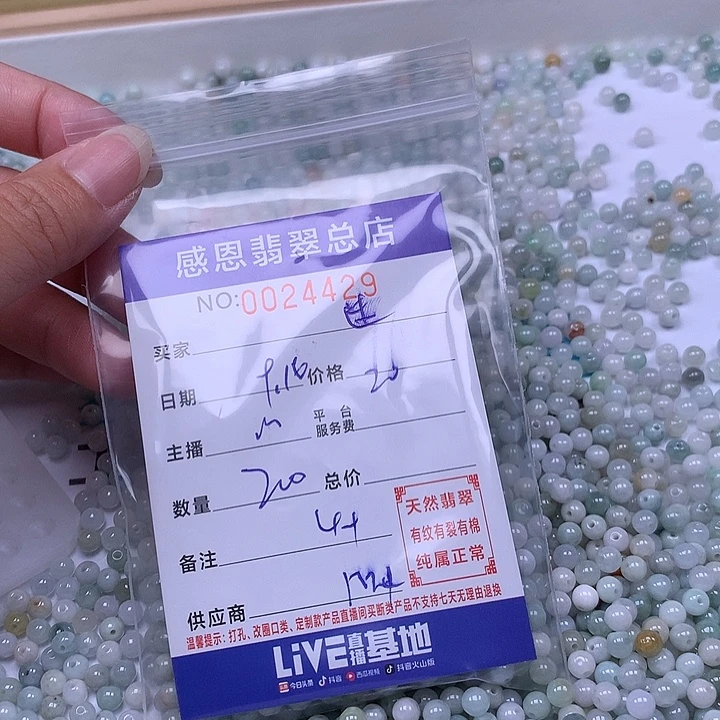 感恩翡翠总店
NO:0024429
买家
日期 价格 20
主播 平台服务费
数量 200 总价
备注
供应商
天然翡翠
有纹有裂有棉
纯属正常
温馨提示：打孔、改圈口类、定制款产品直播间买断类产品不支持七天无理由退换
LiVE直播基地
今日头条 抖音 西瓜视频 抖音火山版